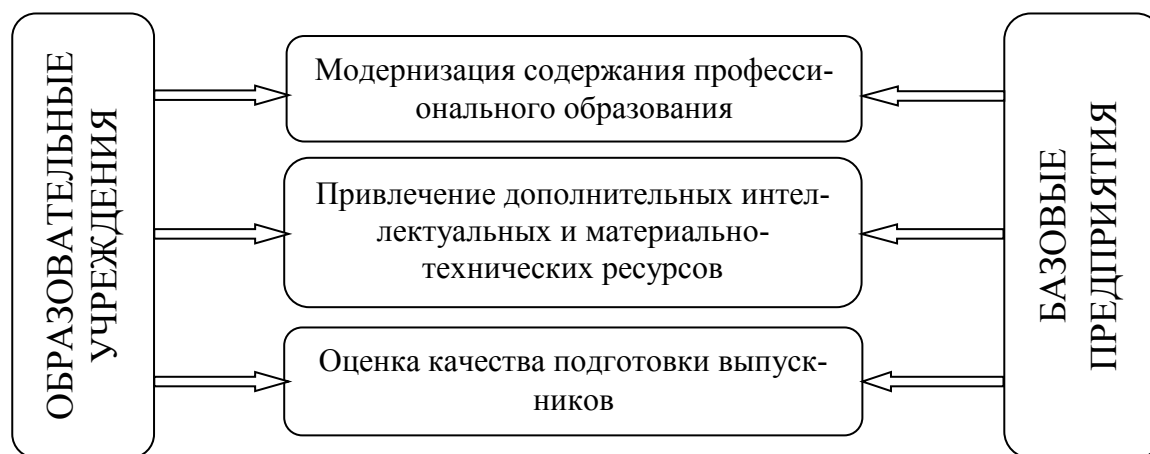 ОБРАЗОВАТЕЛЬНЫЕ
УЧРЕЖДЕНИЯ
Модернизация содержания професси-
онального образования
Привлечение дополнительных интел-
лектуальных и материально-
технических ресурсов
Оценка качества подготовки выпуск-
ников
БАЗОВЫЕ
ПРЕДПРИЯТИЯ